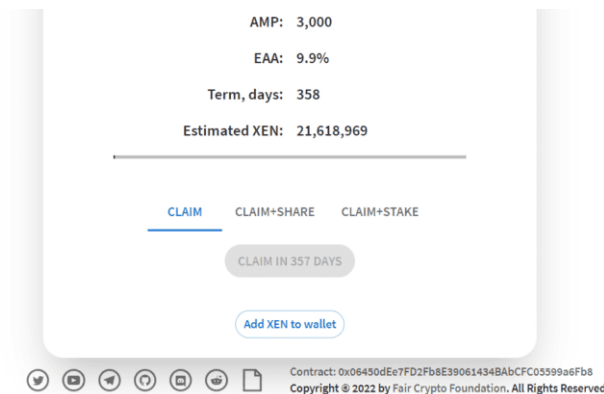 AMP: 3,000
EAA: 9.9%
Term, days: 358
Estimated XEN: 21,618,969
CLAIM CLAIM+SHARE CLAIM+STAKE
CLAIM IN 357 DAYS
Add XEN to wallet
Contract: 0x06450dEe7FD2Fb8E39061434BAbCFC05599a6Fb8
Copyright © 2022 by Fair Crypto Foundation. All Rights Reserved